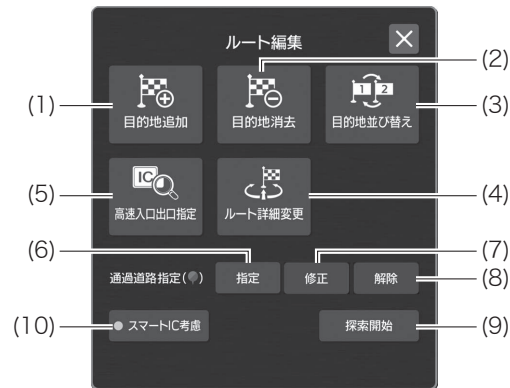 ルート編集
(2)
(1)
目的地追加
目的地消去
1 2
目的地並び替え
(3)
(5)
IC
高速入口出口指定
ルート詳細変更
(4)
(6)
(7)
通過道路指定( )
指定
修正
解除
(8)
(10)
スマートIC考慮
探索開始
(9)